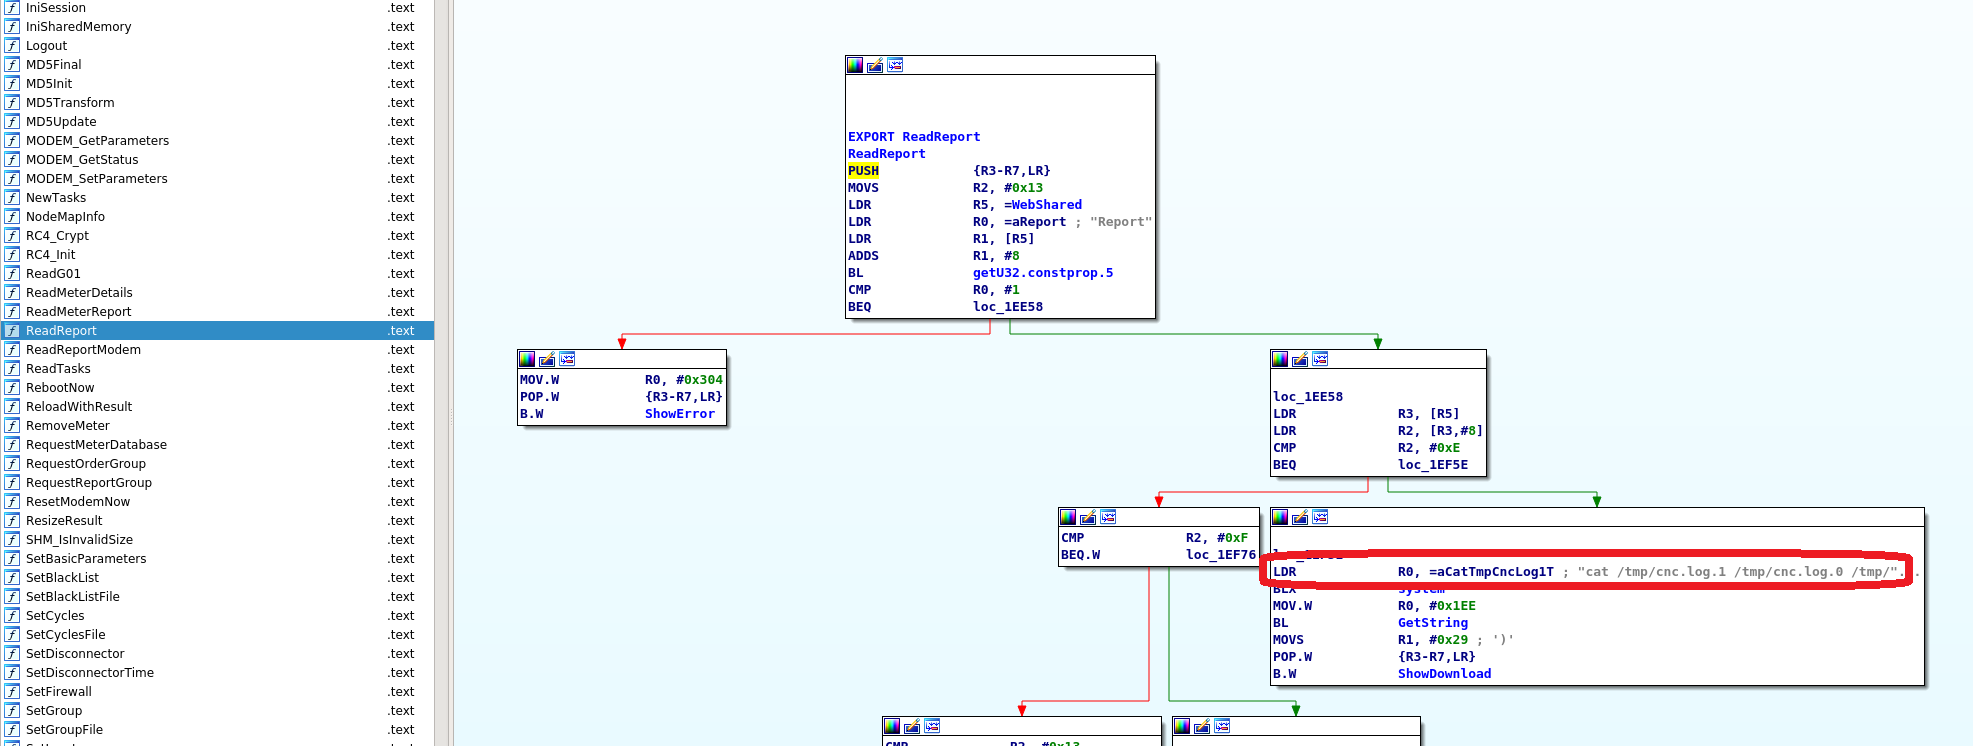 IniSession .text
IniSharedMemory .text
Logout .text
MD5Final .text
MD5Init .text
MD5Transform .text
MD5Update .text
MODEM_GetParameters .text
MODEM_GetStatus .text
MODEM_SetParameters .text
NewTasks .text
NodeMapInfo .text
RC4_Crypt .text
RC4_Init .text
ReadG01 .text
ReadMeterDetails .text
ReadMeterReport .text
ReadReport .text
ReadReportModem .text
ReadTasks .text
RebootNow .text
ReloadWithResult .text
RemoveMeter .text
RequestMeterDatabase .text
RequestOrderGroup .text
RequestReportGroup .text
ResetModemNow .text
ResizeResult .text
SHM_IsInvalidSize .text
SetBasicParameters .text
SetBlackList .text
SetBlackListFile .text
SetCycles .text
SetCyclesFile .text
SetDisconnector .text
SetDisconnectorTime .text
SetFirewall .text
SetGroup .text
SetGroupFile .text
EXPORT ReadReport
ReadReport
PUSH {R3-R7,LR}
MOVS R2, #0x13
LDR R5, =WebShared
LDR R0, =aReport ; "Report"
LDR R1, [R5]
ADDS R1, #8
BL getU32.constprop.5
CMP R0, #1
BEQ loc_1EE58
MOV.W R0, #0x304
POP.W {R3-R7,LR}
B.W ShowError
loc_1EE58
LDR R3, [R5]
LDR R2, [R3,#8]
CMP R2, #0xE
BEQ loc_1EF5E
CMP R2, #0xF
BEQ.W loc_1EF76
LDR R0, =aCatTmpCncLog1T ; "cat /tmp/cnc.log.1 /tmp/cnc.log.0 /tmp/"...
BLX system
MOV.W R0, #0x1EE
BL GetString
MOVS R1, #0x29 ; ')'
POP.W {R3-R7,LR}
B.W ShowDownload
CMP R2, #0x13